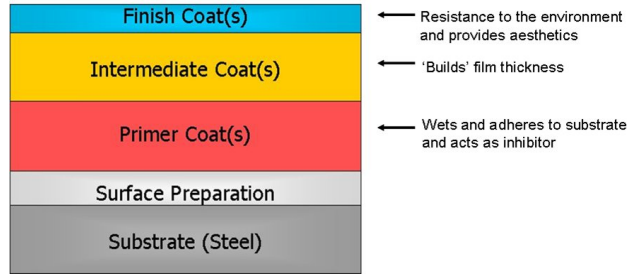 Finish Coat(s)
Resistance to the environment
and provides aesthetics
Intermediate Coat(s)
‘Builds’ film thickness
Primer Coat(s)
Wets and adheres to substrate
and acts as inhibitor
Surface Preparation
Substrate (Steel)